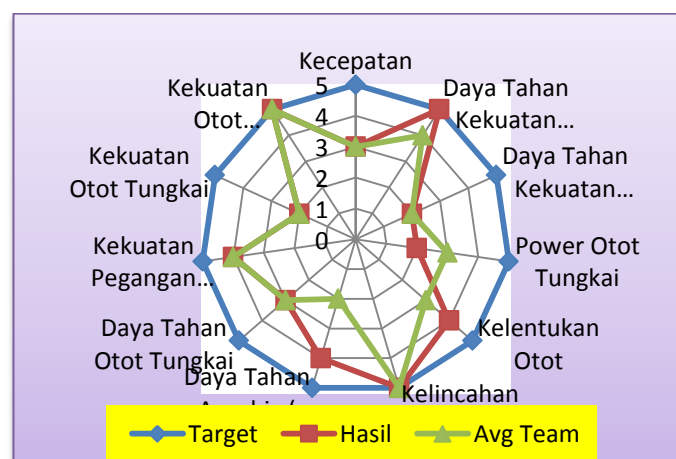 Kecepatan
Daya Tahan
Kekuatan...
Daya Tahan
Kekuatan...
Power Otot
Tungkai
Kelentukan
Otot
Kelincahan
Daya Tahan
Daya Tahan
Otot Tungkai
Kekuatan
Pegangan...
Kekuatan
Otot Tungkai
Kekuatan
Otot...
5
4
3
2
1
0
Target
Hasil
Avg Team